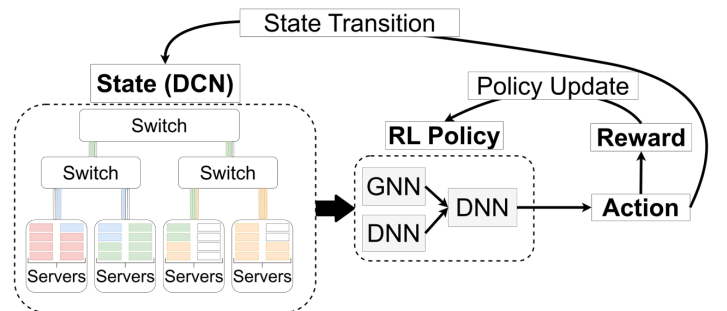 State Transition
State (DCN)
Switch
Switch
Switch
Servers
Servers
Servers
Servers
Policy Update
RL Policy
Reward
GNN
DNN
DNN
Action